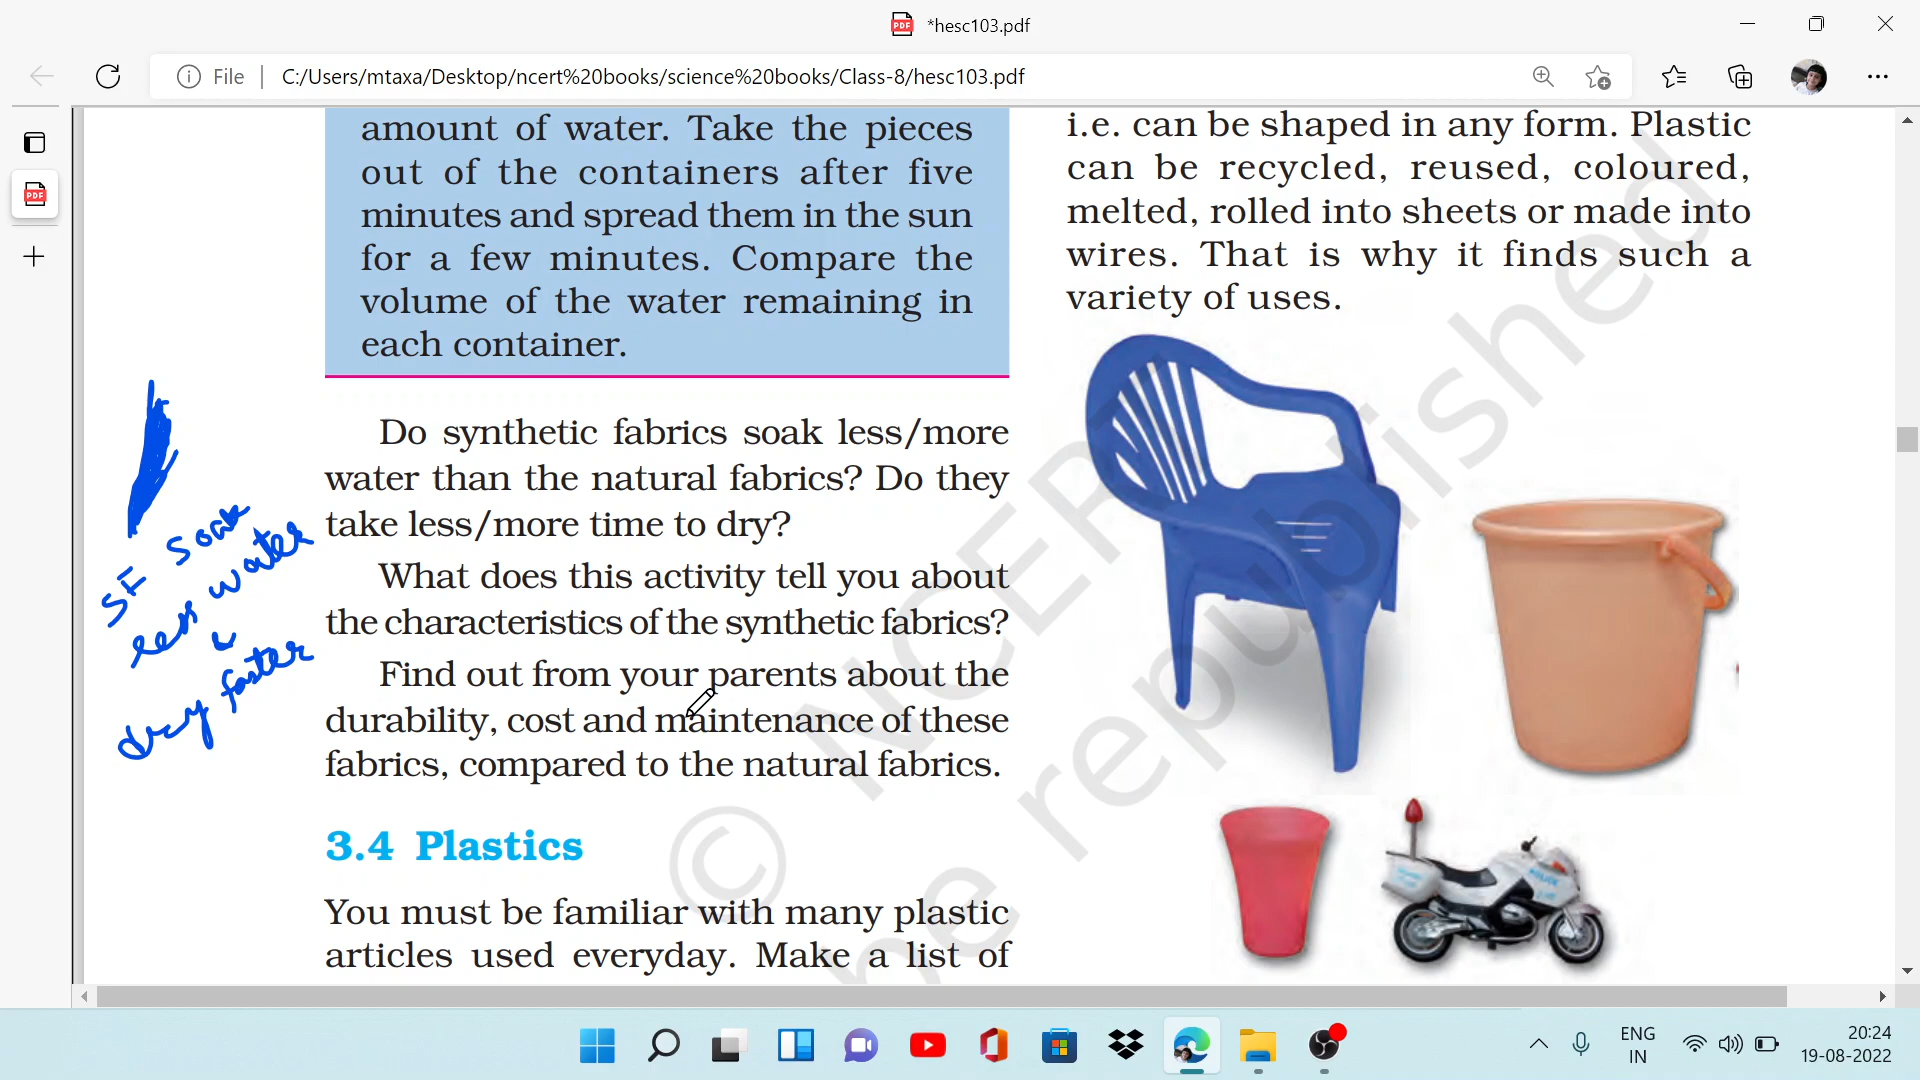 *hesc103.pdf
File
C:/Users/mtaxa/Desktop/ncert%20books/science%20books/Class-8/hesc103.pdf
amount of water. Take the pieces
out of the containers after five
minutes and spread them in the sun
for a few minutes. Compare the
volume of the water remaining in
each container.
Do synthetic fabrics soak less/more
water than the natural fabrics? Do they
take less/more time to dry?
What does this activity tell you about
the characteristics of the synthetic fabrics?
Find out from your parents about the
durability, cost and maintenance of these
fabrics, compared to the natural fabrics.
SF soak
less water
&
dry faster
3.4 Plastics
You must be familiar with many plastic
articles used everyday. Make a list of
i.e. can be shaped in any form. Plastic
can be recycled, reused, coloured,
melted, rolled into sheets or made into
wires. That is why it finds such a
variety of uses.
© NCERT
be republished
ENG
IN
20:24
19-08-2022